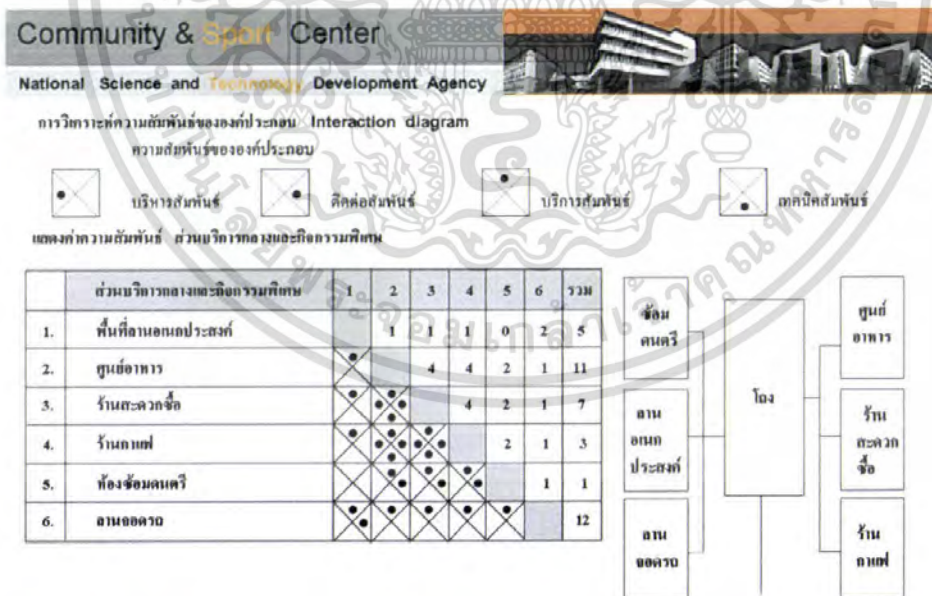 Community & Sport Center
National Science and Technology Development Agency
การวิเคราะห์ความสัมพันธ์ขององค์ประกอบ Interaction diagram
ความสัมพันธ์ขององค์ประกอบ
บริหารสัมพันธ์ ติดต่อสัมพันธ์ บริการสัมพันธ์ เทคนิคสัมพันธ์
แสดงค่าความสัมพันธ์ ส่วนบริการกลางและกิจกรรมพิเศษ
ส่วนบริการกลางและกิจกรรมพิเศษ 1 2 3 4 5 6 รวม
1. พื้นที่ลานอเนกประสงค์ 1 1 1 0 2 5
2. ศูนย์อาหาร 4 4 2 1 11
3. ร้านสะดวกซื้อ 4 2 1 7
4. ร้านกาแฟ 2 1 3
5. ห้องซ้อมดนตรี 1 1
6. ลานจอดรถ 12
ซ้อม
ดนตรี
ลาน
อเนก
ประสงค์
ลาน
จอดรถ
โถง
ศูนย์
อาหาร
ร้าน
สะดวก
ซื้อ
ร้าน
กาแฟ